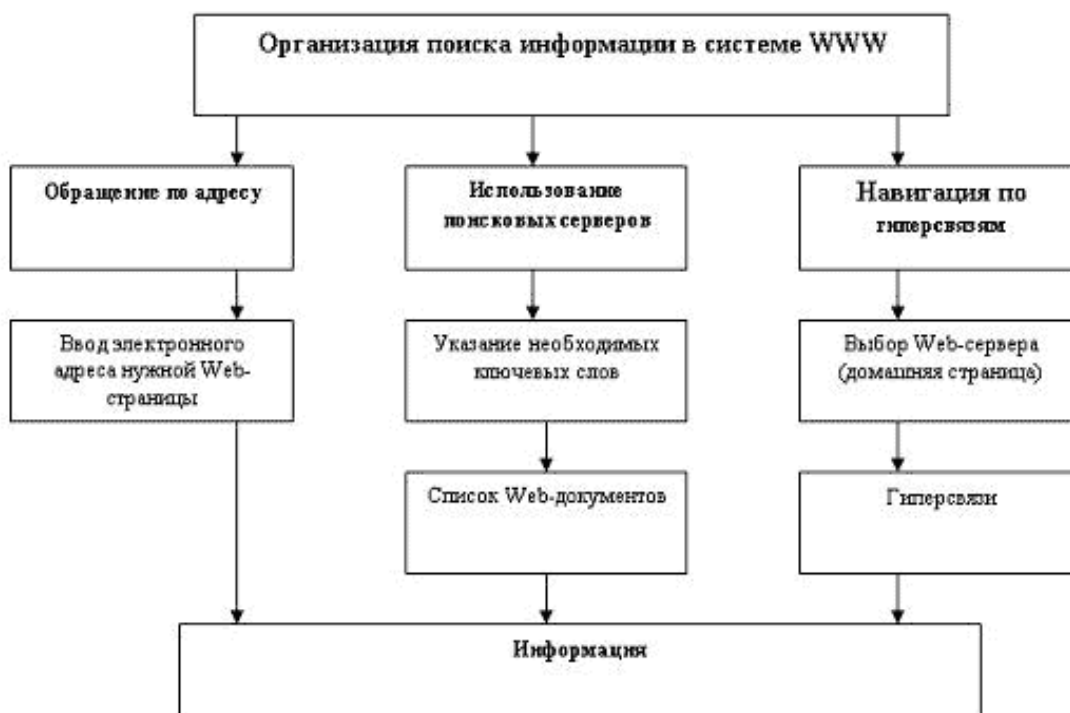 Организация поиска информации в системе WWW
Обращение по адресу
Использование
поисковых серверов
Навигация по
гиперсвязям
Ввод электронного
адреса нужной Web-
страницы
Указание необходимых
ключевых слов
Выбор Web-сервера
(домашняя страница)
Список Web-документов
Гиперсвязи
Информация